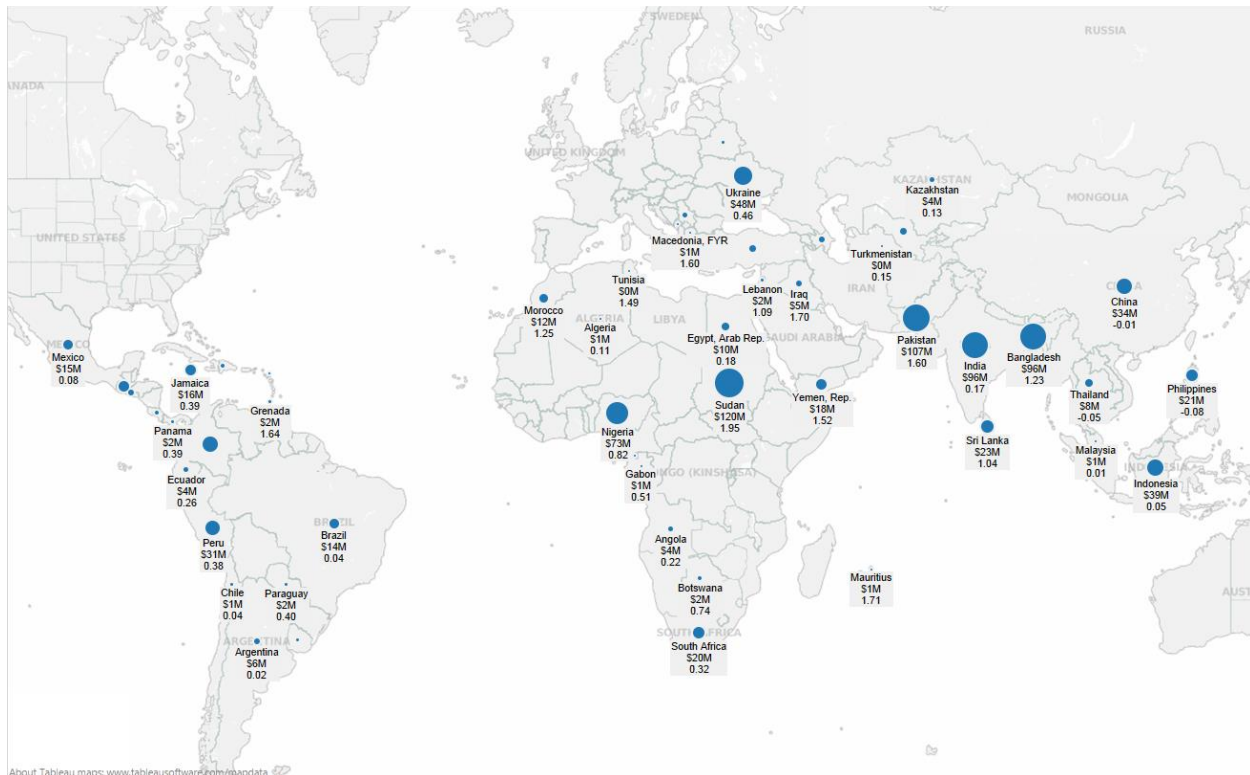 SWEDEN
RUSSIA
ANADA
UNITED KINGDOM
Ukraine
$48M
0.46
KAZAKHSTAN
Kazakhstan
$4M
0.13
MONGOLIA
UNITED STATES
Macedonia, FYR
$1M
1.60
Turkmenistan
$0M
0.15
Tunisia
$0M
1.49
Lebanon
$2M
1.09
Iraq
$5M
1.70
IRAN
China
$34M
-0.01
Morocco
$12M
1.25
ALGERIA
Algeria
$1M
0.11
LIBYA
Egypt, Arab Rep.
$10M
0.18
SAUDI ARABIA
Pakistan
$107M
1.60
India
$96M
0.17
Bangladesh
$96M
1.23
MEXICO
Mexico
$15M
0.08
Jamaica
$16M
0.39
Grenada
$2M
1.64
Sudan
$120M
1.95
Yemen, Rep.
$18M
1.52
Thailand
$8M
-0.05
Philippines
$21M
-0.08
Panama
$2M
0.39
Nigeria
$73M
0.82
Sri Lanka
$23M
1.04
Malaysia
$1M
0.01
INDONESIA
Indonesia
$39M
0.05
Ecuador
$4M
0.26
Gabon
$1M
0.51
ONGO (KINSHASA)
Peru
$31M
0.38
BRAZIL
Brazil
$14M
0.04
Angola
$4M
0.22
Chile
$1M
0.04
Paraguay
$2M
0.40
Botswana
$2M
0.74
Mauritius
$1M
1.71
AUST
ARGENTINA
Argentina
$6M
0.02
SOUTH AFRICA
South Africa
$20M
0.32
About Tableau maps: www.tableausoftware.com/mapdata